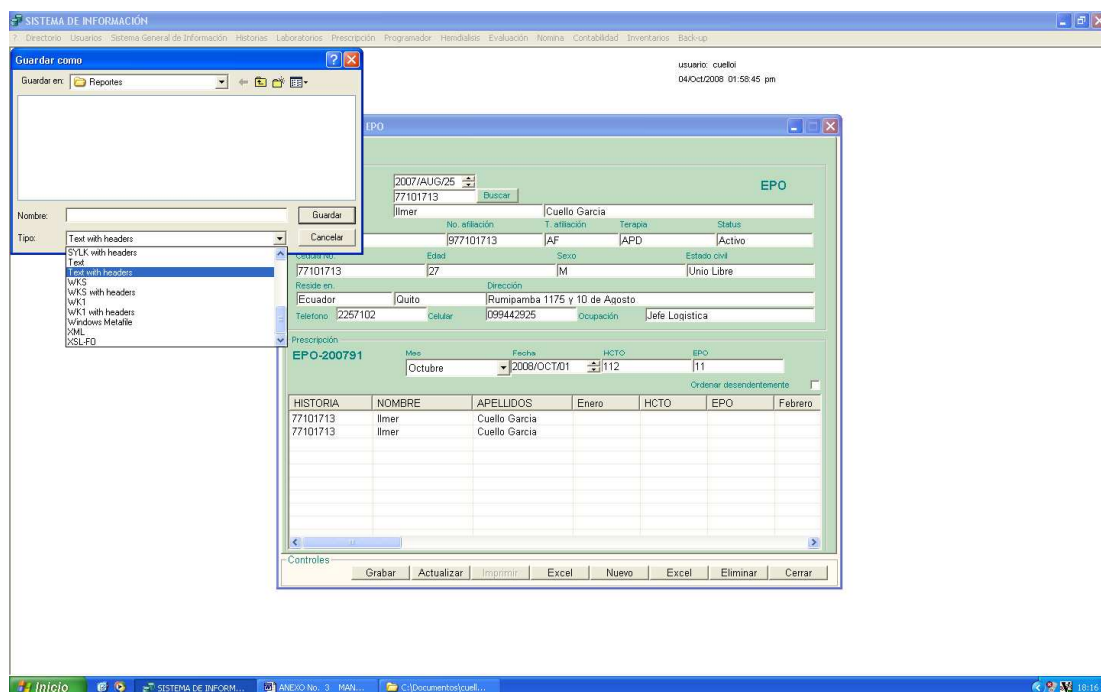 SISTEMA DE INFORMACIÓN
? Directorio Usuarios Sistema General de Información Historias Laboratorios Prescripción Programador Hemdialisis Evaluación Nomina Contabilidad Inventarios Back-up
Guardar como
Guardar en: Reportes
Nombre: Guardar
Tipo: Text with headers Cancelar
SYLK with headers
Text
Text with headers
WKS
WKS with headers
WK1
WK1 with headers
Windows Metafile
XML
XSL-FO
usuario: cuelloi
04/Oct/2008 01:58:45 pm
EPO
2007/AUG/25
EPO
77101713 Buscar
Ilmer Cuello Garcia
No. afiliación T. afiliación Terapia Status
977101713 AF APD Activo
Cedula No. Edad Sexo Estado civil
77101713 27 M Unio Libre
Reside en. Dirección
Ecuador Quito Rumipamba 1175 y 10 de Agosto
Telefono 2257102 Celular 099442925 Ocupación Jefe Logistica
Prescripción
EPO-200791 Mes Fecha HCTO EPO
Octubre 2008/OCT/01 112 11
Ordenar desendentemente
HISTORIA NOMBRE APELLIDOS Enero HCTO EPO Febrero
77101713 Ilmer Cuello Garcia
77101713 Ilmer Cuello Garcia
Controles
Grabar Actualizar Imprimir Excel Nuevo Excel Eliminar Cerrar
Inicio SISTEMA DE INFORM... ANEXO No. 3 MAN... C:\Documentos\cuell... 18:16